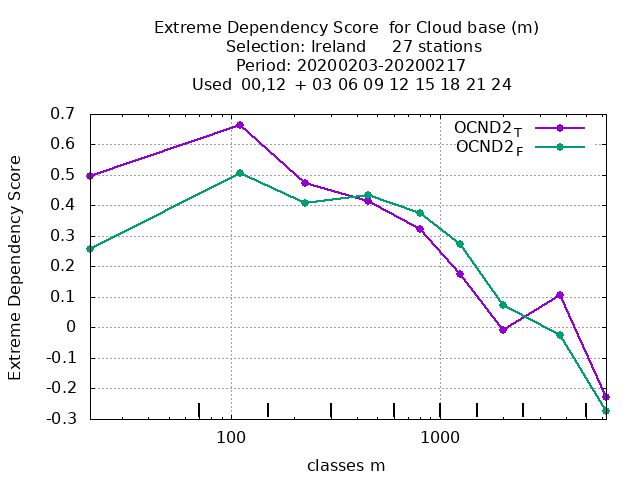 Extreme Dependency Score  for Cloud base (m)
Selection: Ireland     27 stations
Period: 20200203-20200217
Used  00,12  + 03 06 09 12 15 18 21 24
OCND2T
OCND2F
Extreme Dependency Score
0.7
0.6
0.5
0.4
0.3
0.2
0.1
0
-0.1
-0.2
-0.3
100
1000
classes m